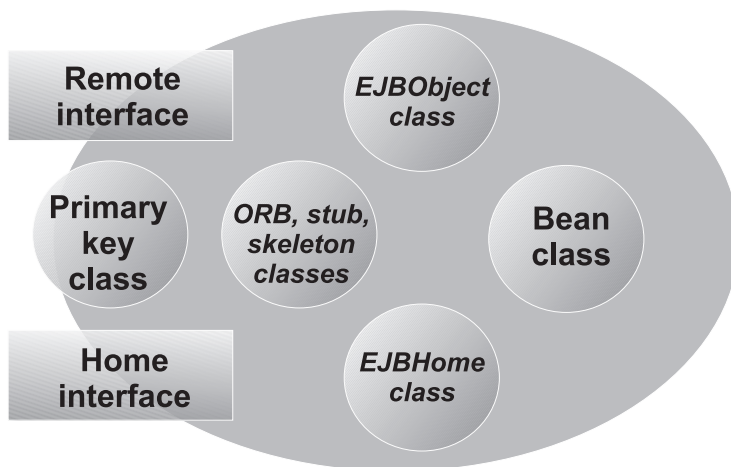 Remote
interface
EJBObject
class
Primary
key
class
ORB, stub,
skeleton
classes
Bean
class
Home
interface
EJBHome
class